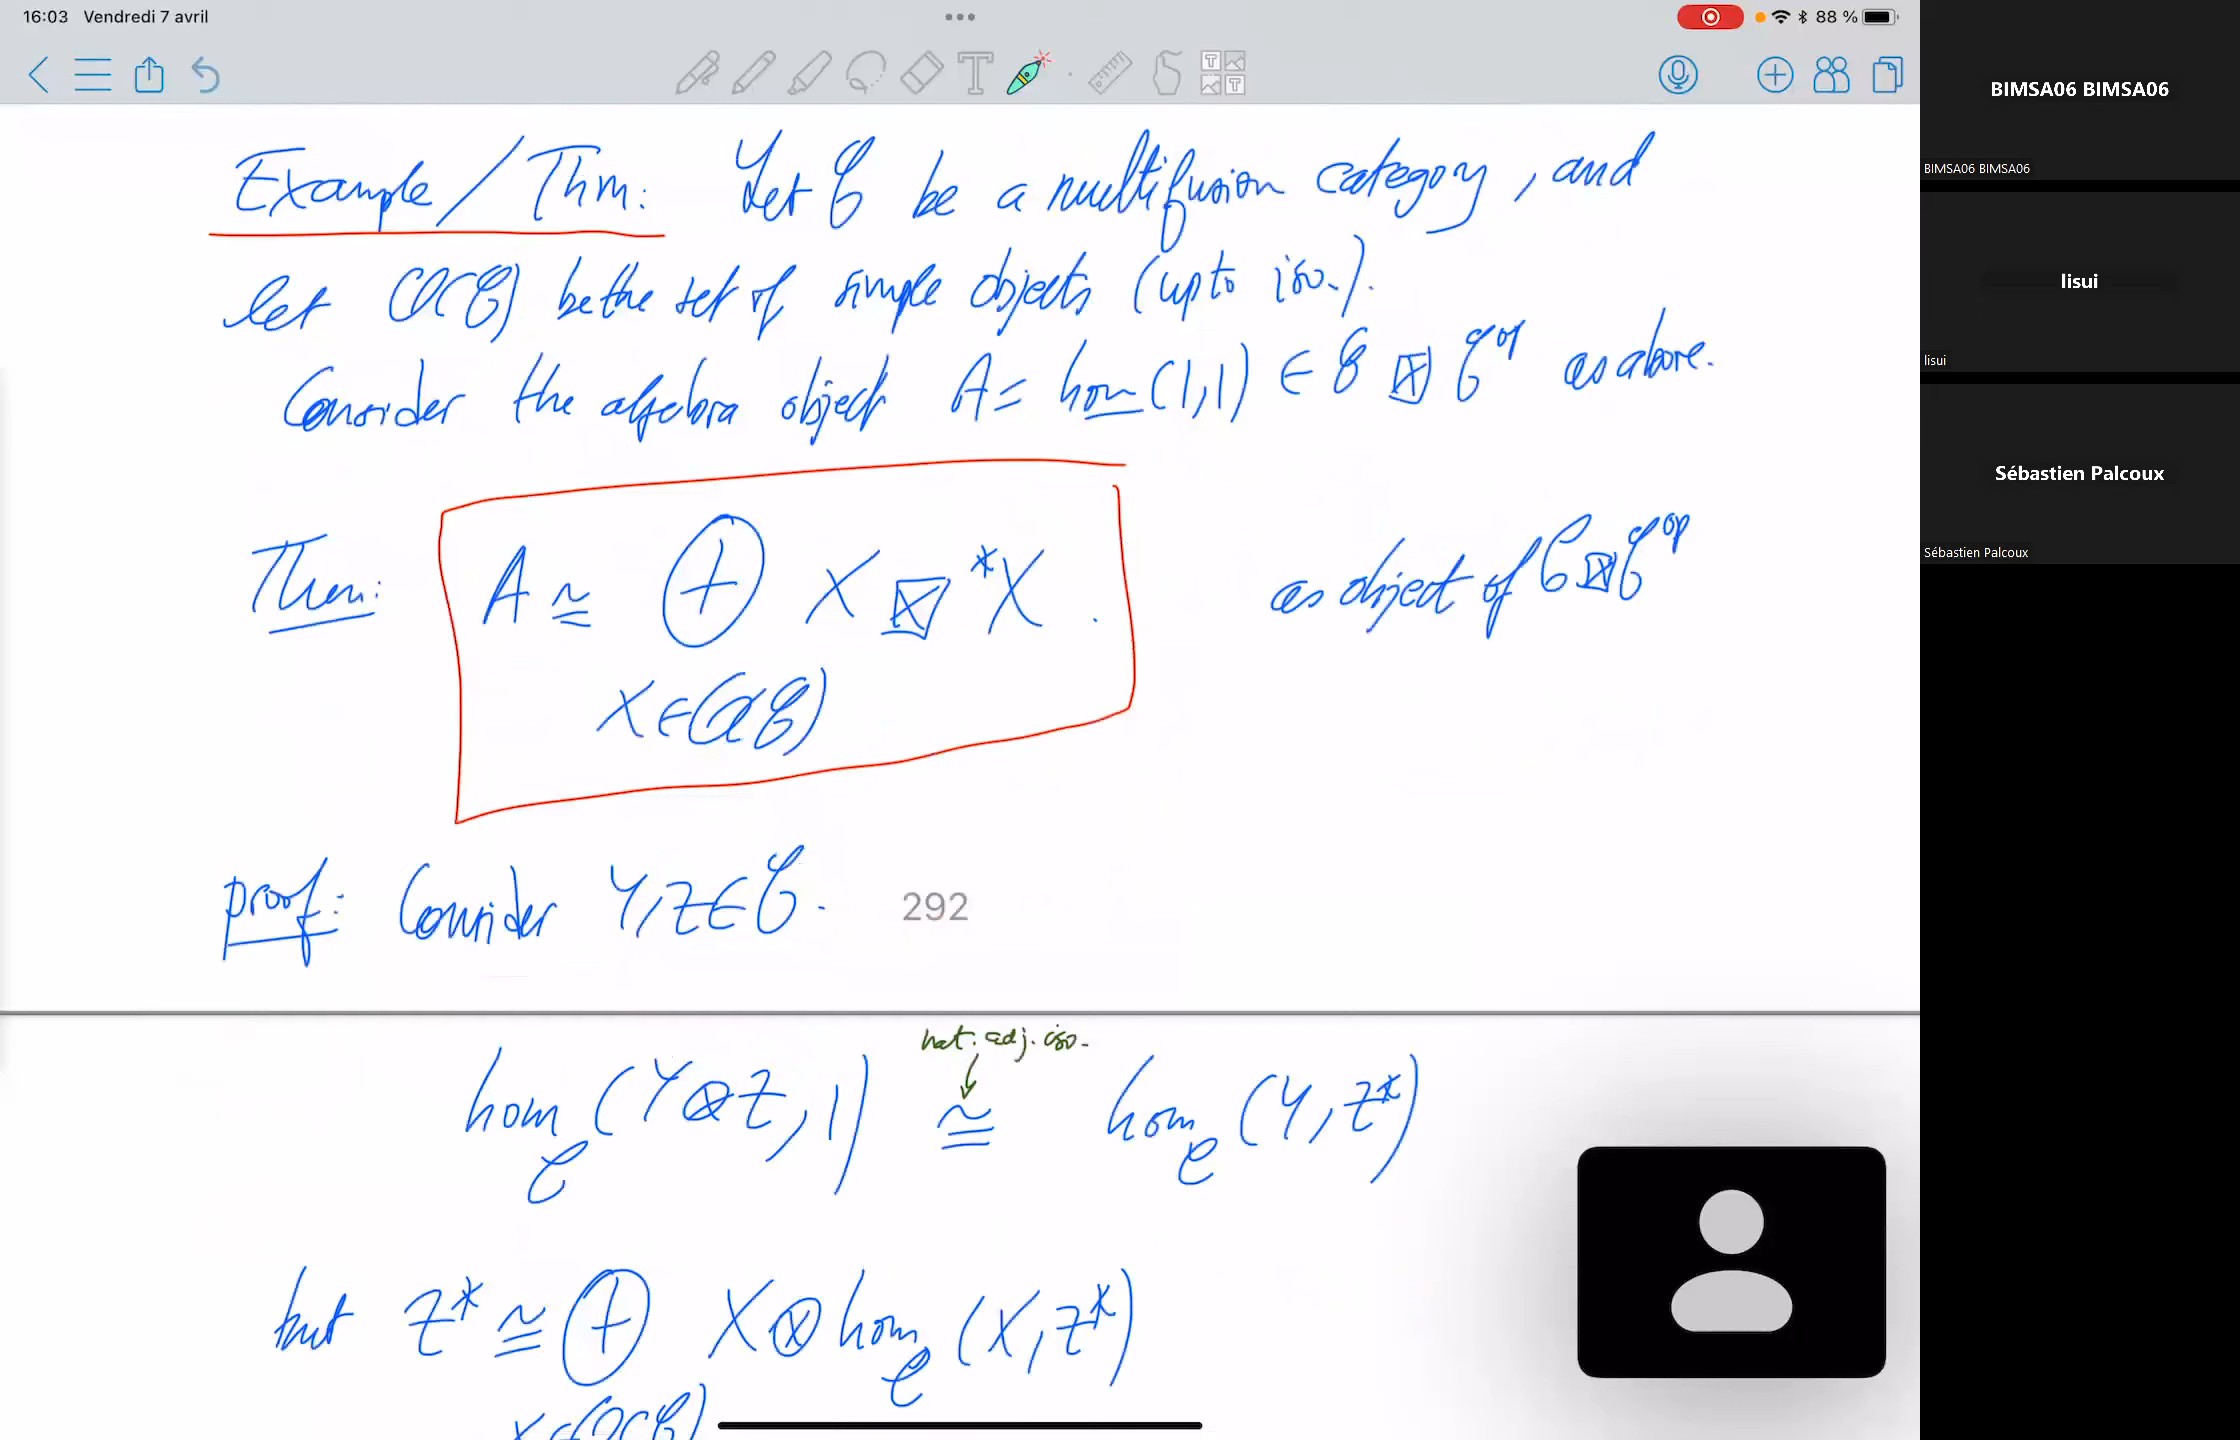 16:03 Vendredi 7 avril
88 %
Example/Thm: Let 𝒞 be a multifusion category, and
let O(𝒞) be the set of simple objects (up to iso.).
Consider the algebra object A = hom(1,1) ∈ 𝒞 ⊠ 𝒞^op as above.
Then: A ≅ ⊕ X ⊠ *X . as object of 𝒞 ⊠ 𝒞^op
X ∈ O(𝒞)
proof: Consider Y, Z ∈ 𝒞.
292
nat. adj. iso.
hom_𝒞(Y⊗Z, 1) ≅ hom_𝒞(Y, Z*)
but Z* ≅ ⊕ X ⊗ hom_𝒞(X, Z*)
X ∈ O(𝒞)
BIMSA06 BIMSA06
BIMSA06 BIMSA06
lisui
lisui
Sébastien Palcoux
Sébastien Palcoux